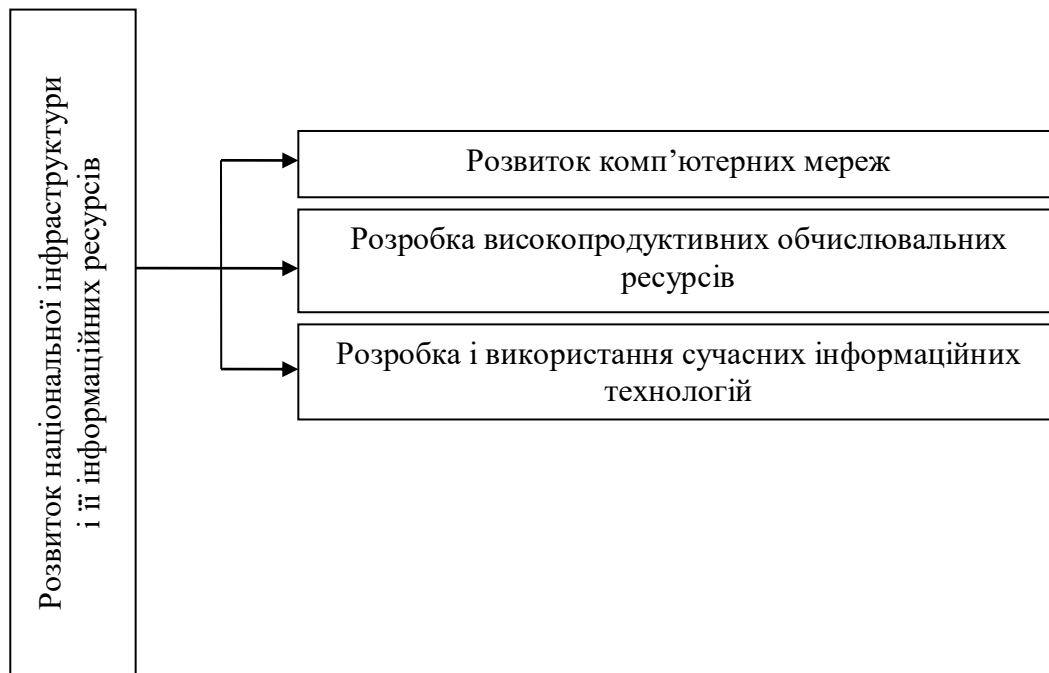 Розвиток національної інфраструктури
і її інформаційних ресурсів
Розвиток комп’ютерних мереж
Розробка високопродуктивних обчислювальних
ресурсів
Розробка і використання сучасних інформаційних
технологій